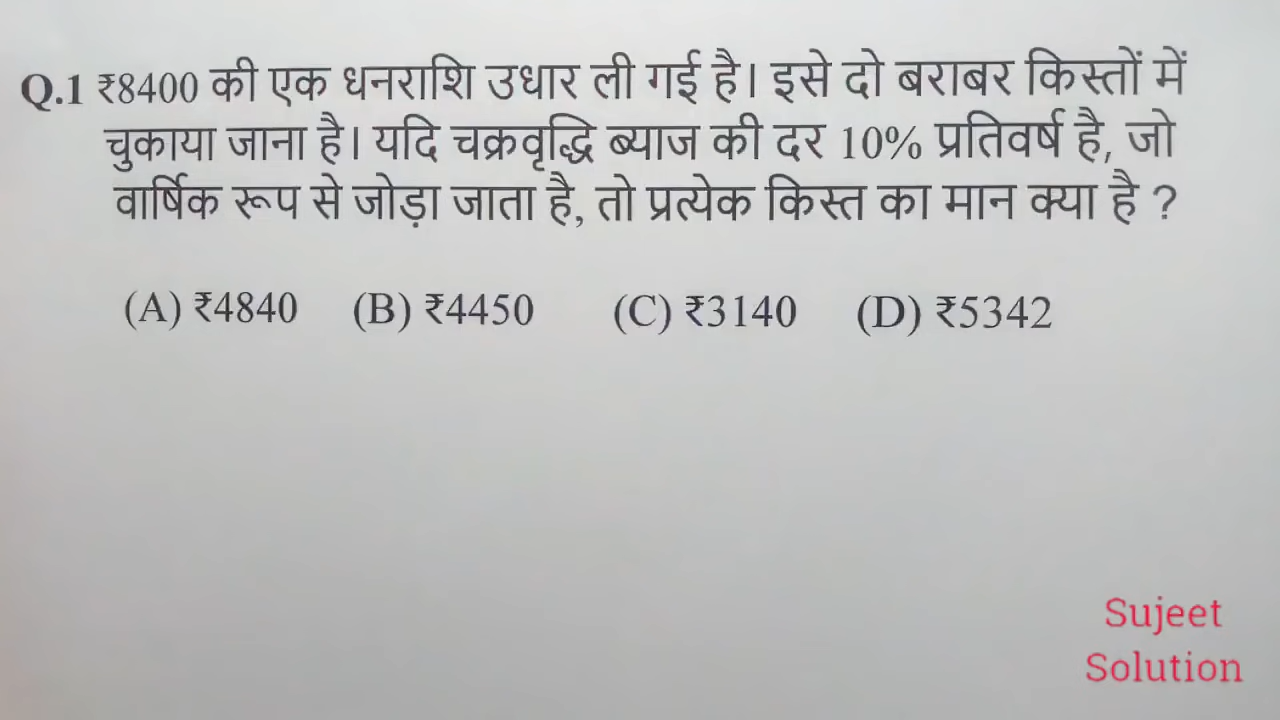 Q.1 ₹8400 की एक धनराशि उधार ली गई है। इसे दो बराबर किस्तों में
चुकाया जाना है। यदि चक्रवृद्धि ब्याज की दर 10% प्रतिवर्ष है, जो
वार्षिक रूप से जोड़ा जाता है, तो प्रत्येक किस्त का मान क्या है ?
(A) ₹4840 (B) ₹4450 (C) ₹3140 (D) ₹5342
Sujeet
Solution